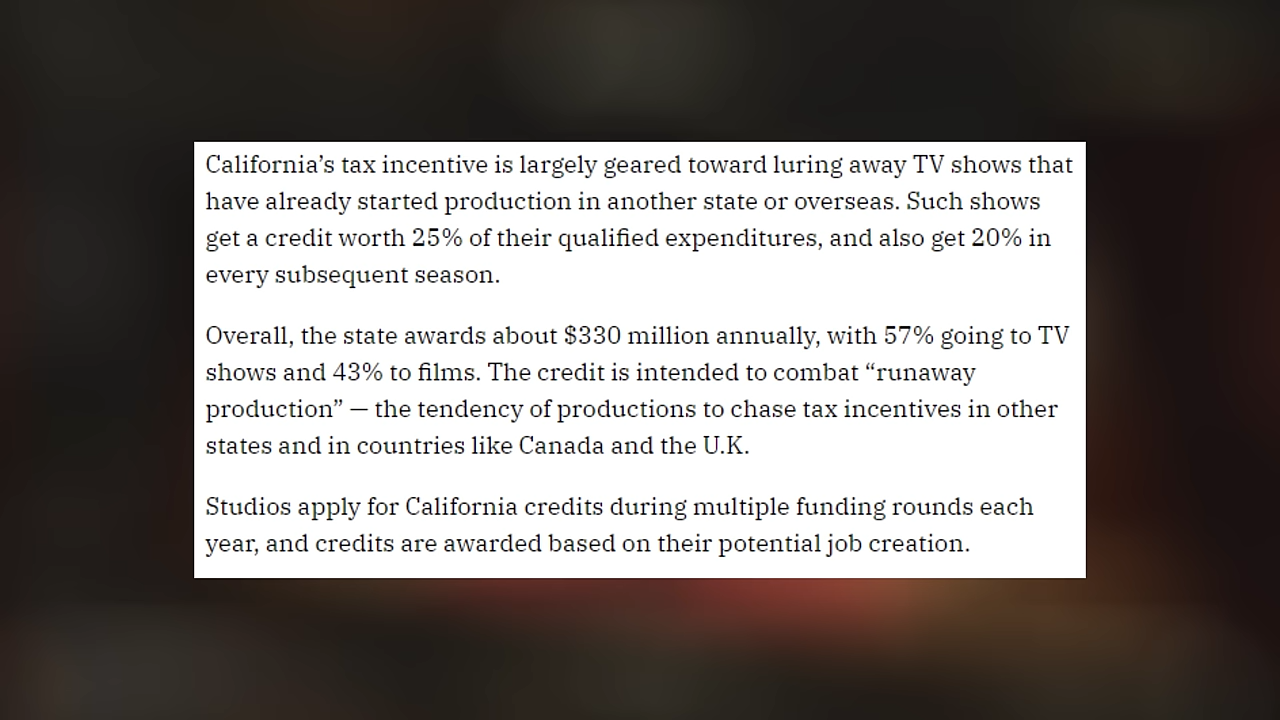 California’s tax incentive is largely geared toward luring away TV shows that
have already started production in another state or overseas. Such shows
get a credit worth 25% of their qualified expenditures, and also get 20% in
every subsequent season.
Overall, the state awards about $330 million annually, with 57% going to TV
shows and 43% to films. The credit is intended to combat “runaway
production” — the tendency of productions to chase tax incentives in other
states and in countries like Canada and the U.K.
Studios apply for California credits during multiple funding rounds each
year, and credits are awarded based on their potential job creation.